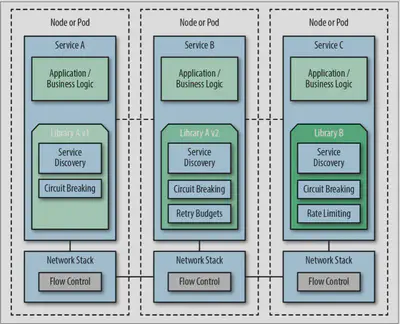 Node or Pod
Service A
Application /
Business Logic
Library A v1
Service
Discovery
Circuit Breaking
Network Stack
Flow Control
Node or Pod
Service B
Application /
Business Logic
Library A v2
Service
Discovery
Circuit Breaking
Retry Budgets
Network Stack
Flow Control
Node or Pod
Service C
Application /
Business Logic
Library B
Service
Discovery
Circuit Breaking
Rate Limiting
Network Stack
Flow Control